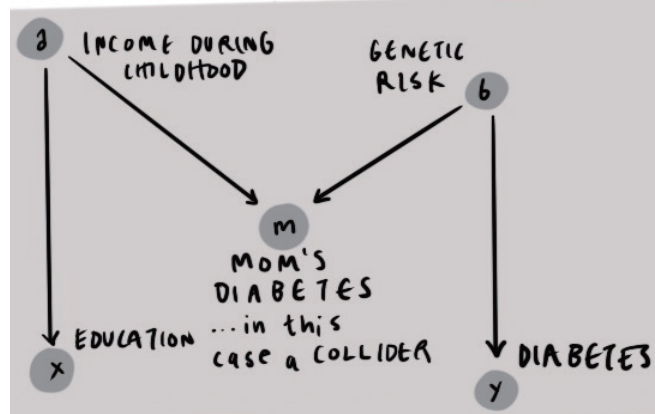 a
INCOME DURING
CHILDHOOD
GENETIC
RISK
b
m
MOM'S
DIABETES
...in this
case a COLLIDER
EDUCATION
x
DIABETES
y